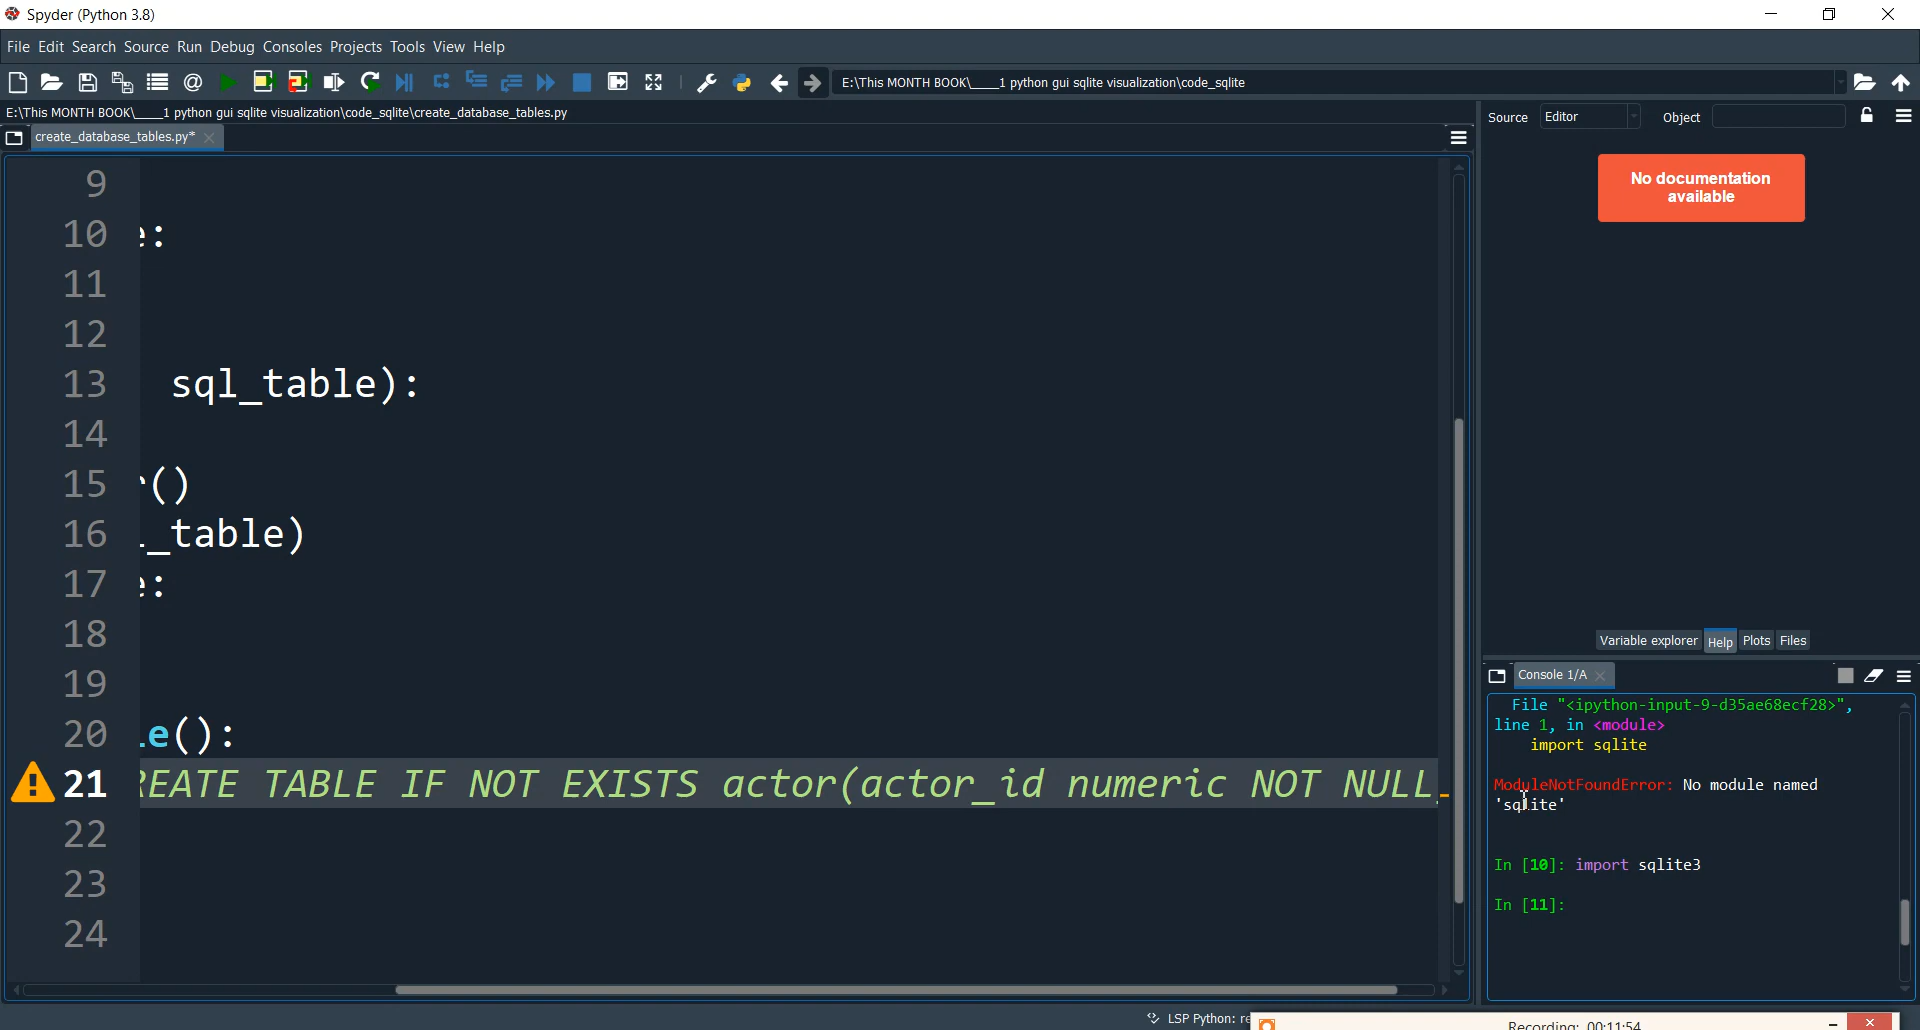 Spyder (Python 3.8)
File Edit Search Source Run Debug Consoles Projects Tools View Help
E:\This MONTH BOOK\____1 python gui sqlite visualization\code_sqlite
E:\This MONTH BOOK\____1 python gui sqlite visualization\code_sqlite\create_database_tables.py
Source Editor Object
create_database_tables.py*
No documentation
available
9
10 e:
11
12
13 sql_table):
14
15 r()
16 _table)
17 e:
18
19
20 le():
21 REATE TABLE IF NOT EXISTS actor(actor_id numeric NOT NULL
22
23
24
Variable explorer Help Plots Files
Console 1/A
File "<ipython-input-9-d35ae68ecf28>",
line 1, in <module>
import sqlite
ModuleNotFoundError: No module named
'sqlite'
In [10]: import sqlite3
In [11]:
LSP Python: re
Recording: 00:11:54